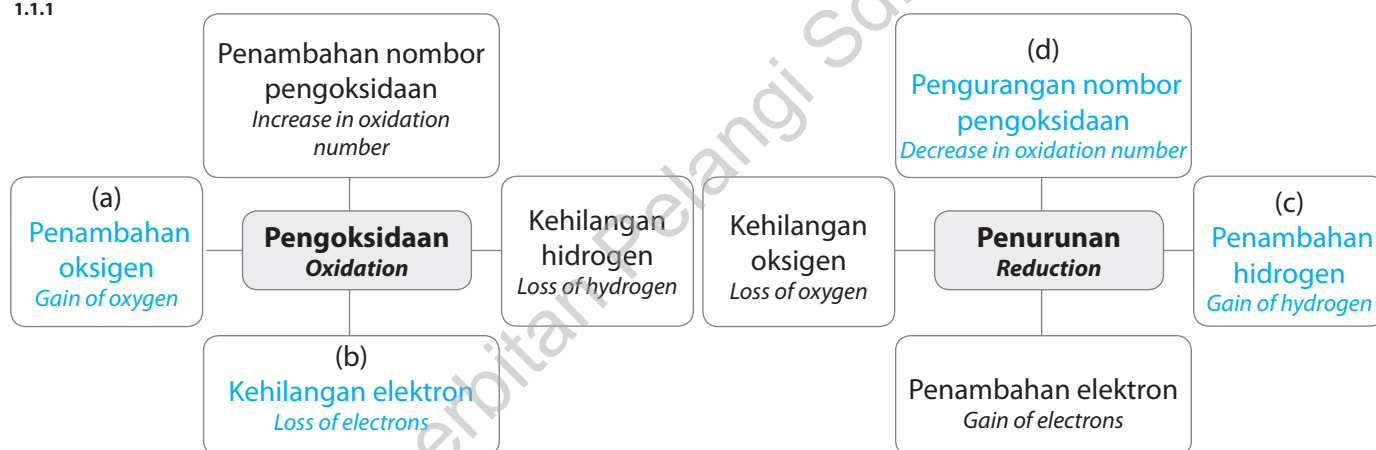 1.1.1
Penambahan nombor
pengoksidaan
Increase in oxidation
number
(a)
Penambahan
oksigen
Gain of oxygen
Pengoksidaan
Oxidation
Kehilangan
hidrogen
Loss of hydrogen
(b)
Kehilangan elektron
Loss of electrons
(d)
Pengurangan nombor
pengoksidaan
Decrease in oxidation number
Kehilangan
oksigen
Loss of oxygen
Penurunan
Reduction
(c)
Penambahan
hidrogen
Gain of hydrogen
Penambahan elektron
Gain of electrons
Pelangi